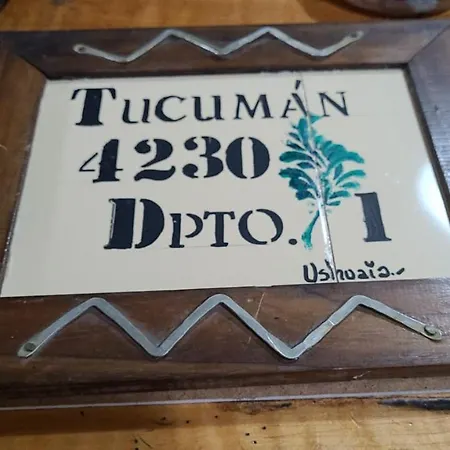 TUCUMÁN
4230
DPTO. 1
Ushuaia.-